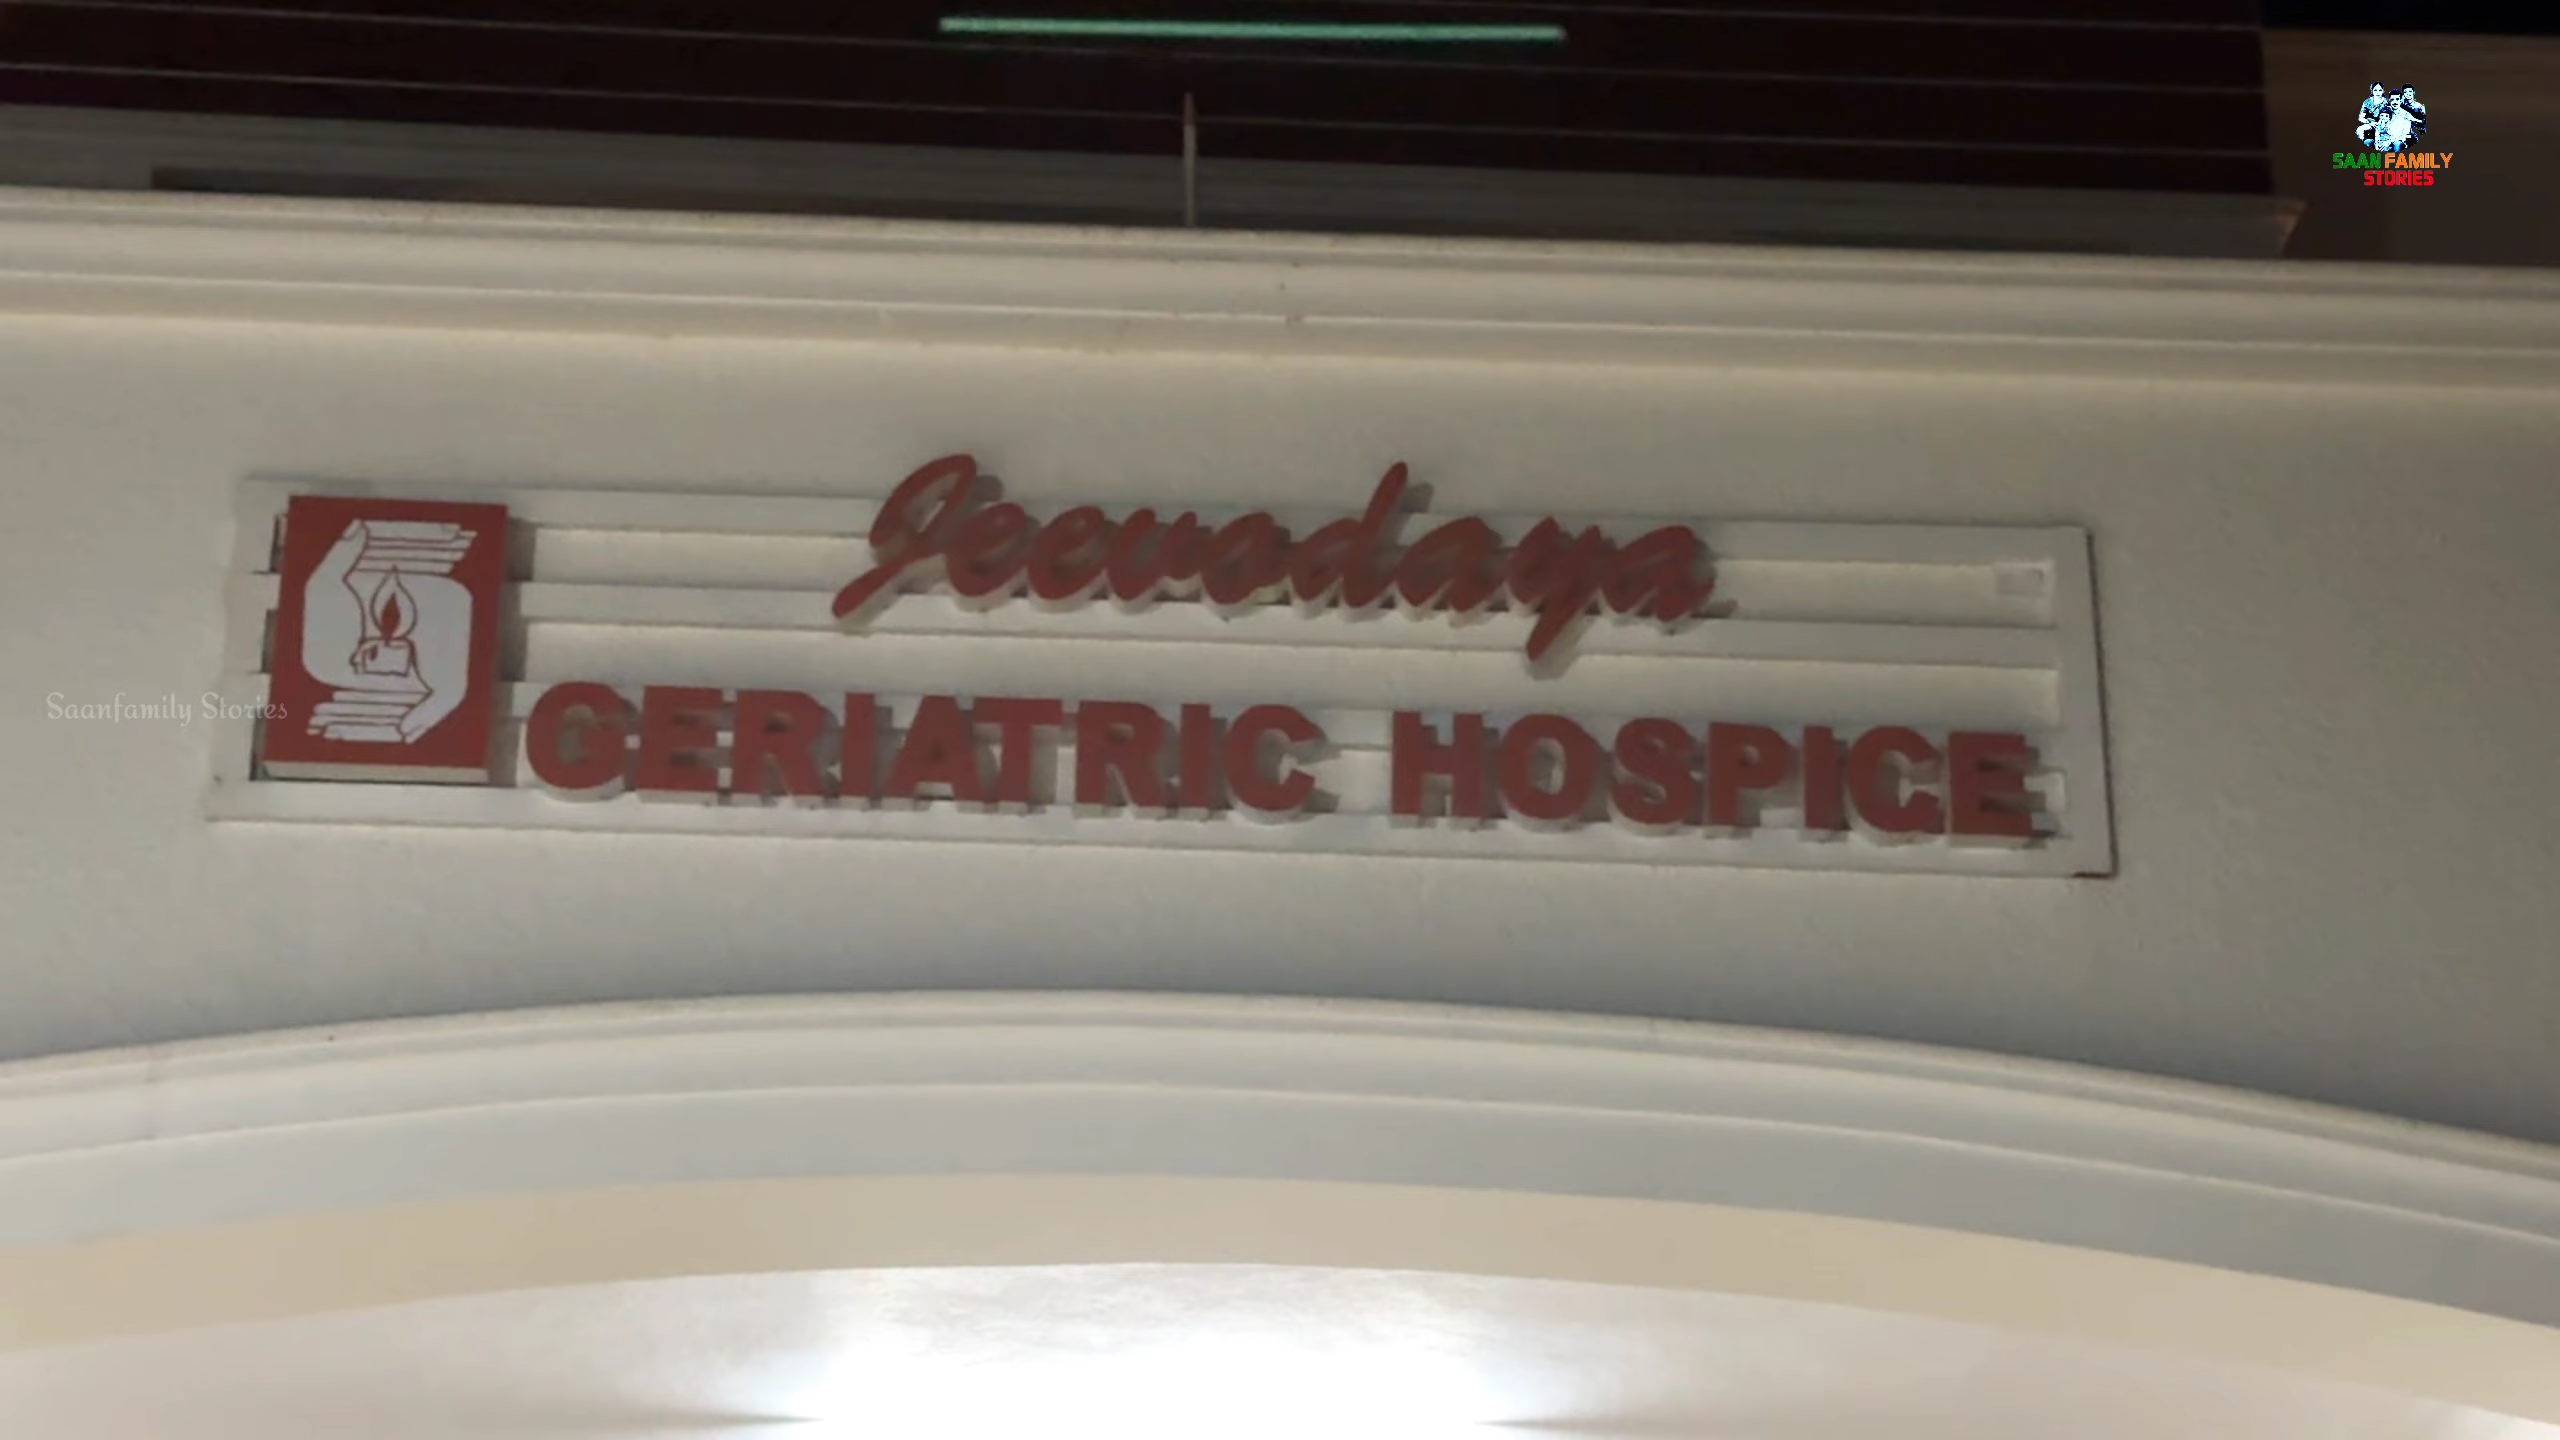 SAAN FAMILY
STORIES
Jeevodaya
GERIATRIC HOSPICE
Saanfamily Stories